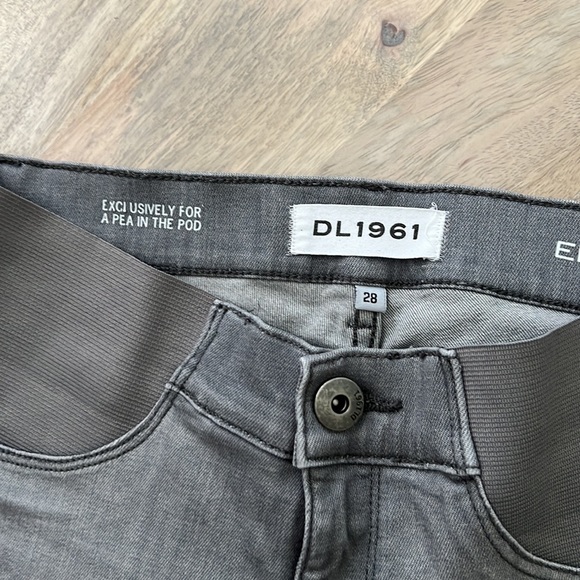 EXCLUSIVELY FOR
A PEA IN THE POD
DL1961
28